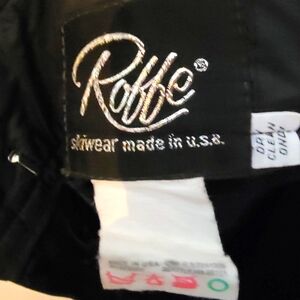 Roffe®
skiwear made in u.s.a.
DRY
CLEAN
ONLY